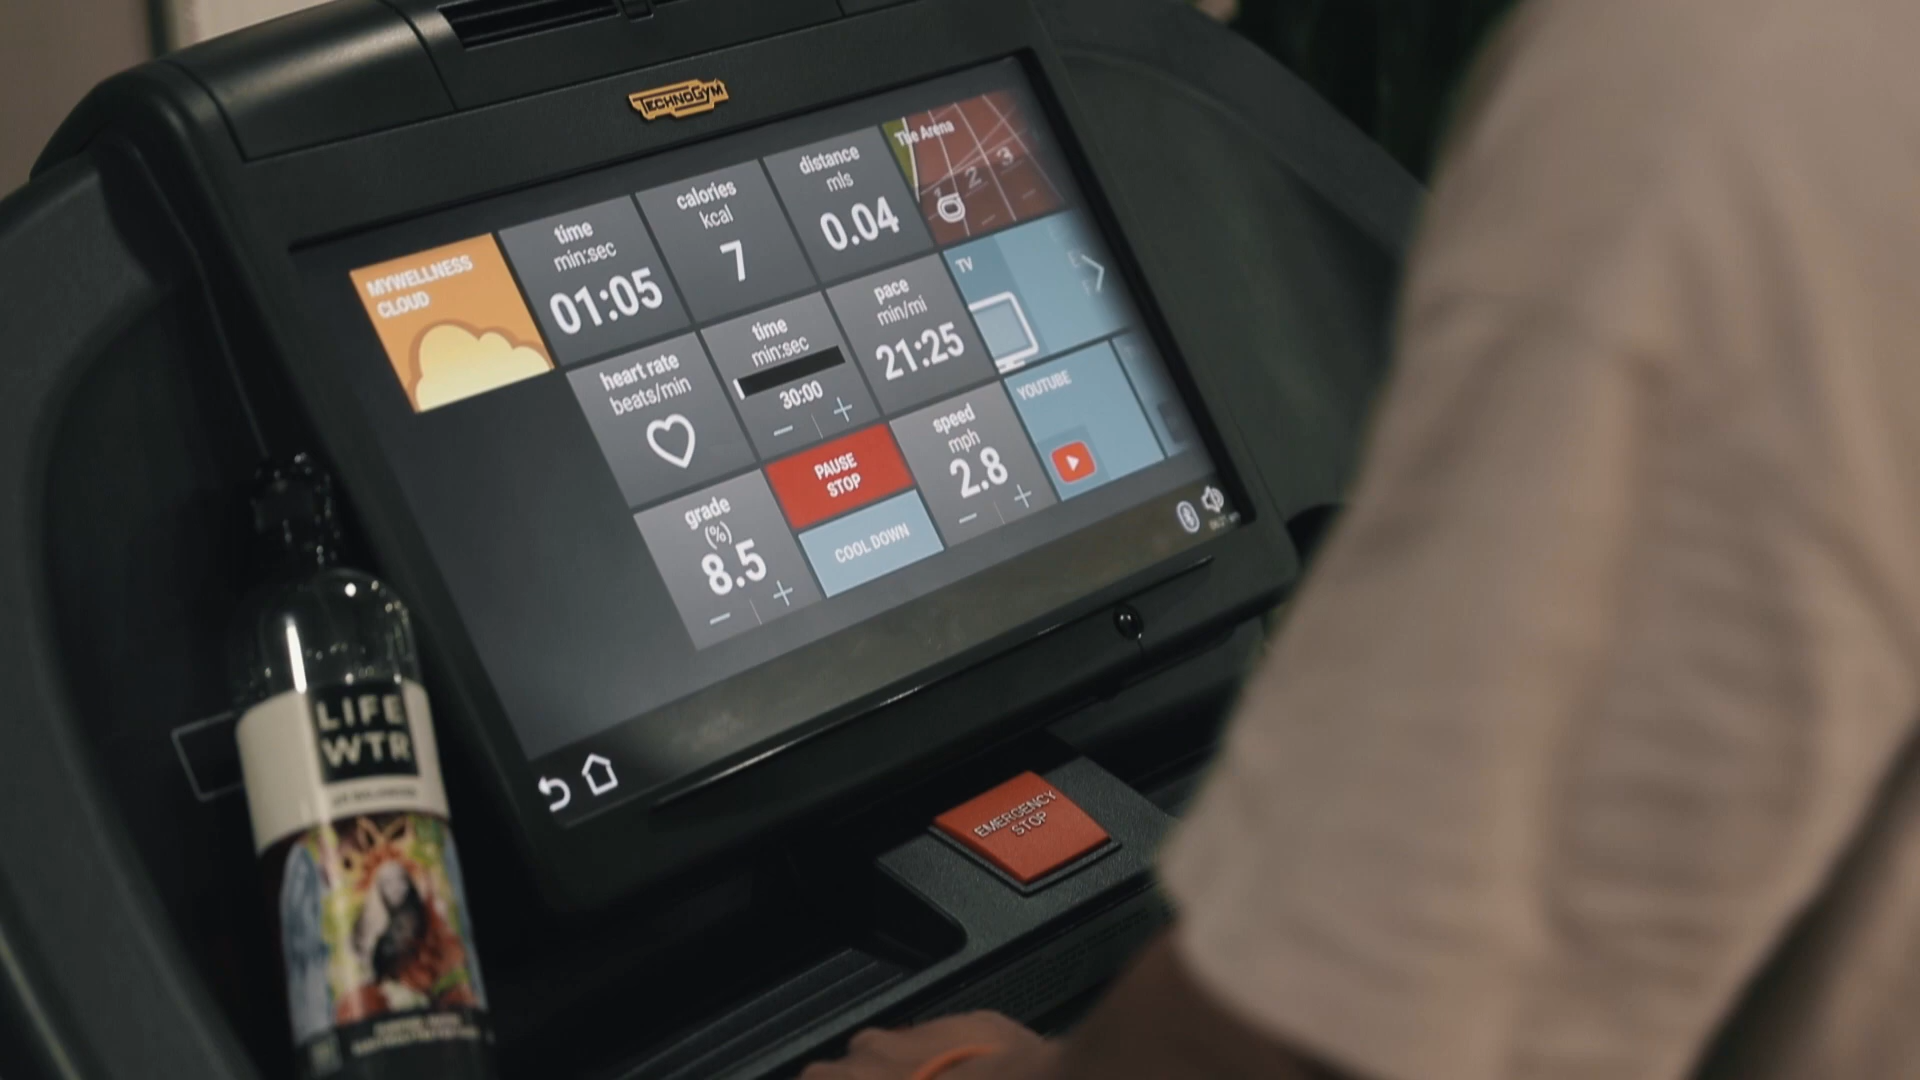 TECHNOGYM
MYWELLNESS
CLOUD
time
min:sec
01:05
calories
kcal
7
distance
mls
0.04
The Arena
1 2 3
heart rate
beats/min
time
min:sec
30:00
pace
min/mi
21:25
TV
grade
(%)
8.5
PAUSE
STOP
COOL DOWN
speed
mph
2.8
YOUTUBE
EMERGENCY
STOP
LIFE
WTR